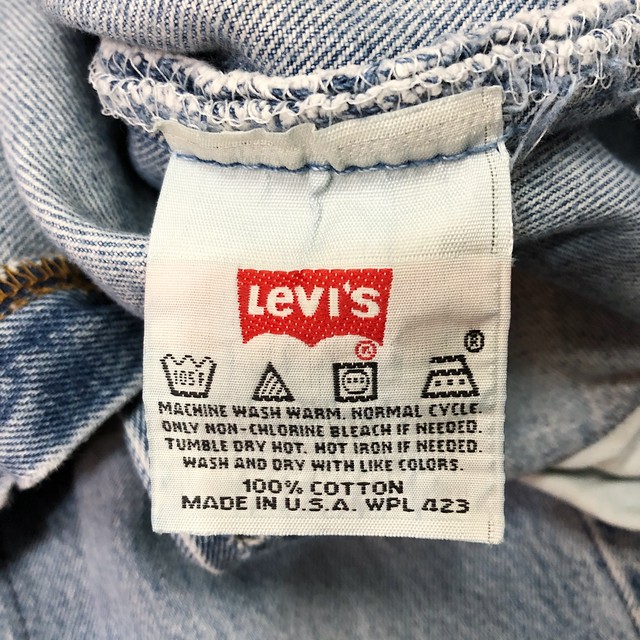 Levi's
®
®
105F
MACHINE WASH WARM. NORMAL CYCLE.
ONLY NON-CHLORINE BLEACH IF NEEDED.
TUMBLE DRY HOT. HOT IRON IF NEEDED.
WASH AND DRY WITH LIKE COLORS.
100% COTTON
MADE IN U.S.A. WPL 423